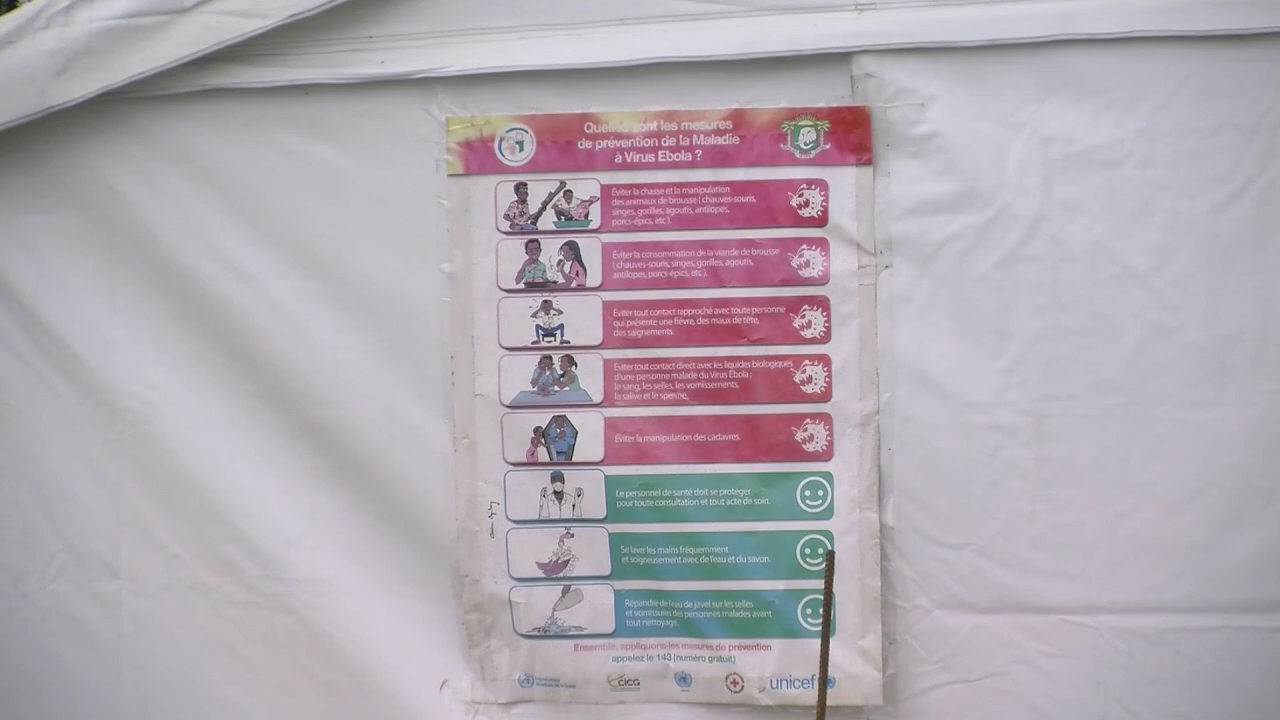 Quelles sont les mesures
de prévention de la Maladie
à Virus Ebola ?
Éviter la chasse et la manipulation
des animaux de brousse ( chauves-souris,
singes, gorilles, agoutis, antilopes,
porcs-épics, etc ).
Éviter la consommation de la viande de brousse
( chauves-souris, singes, gorilles, agoutis,
antilopes, porcs-épics, etc ).
Éviter tout contact rapproché avec toute personne
qui présente une fièvre, des maux de tête,
des saignements.
Éviter tout contact direct avec les liquides biologiques
d'une personne malade du Virus Ebola :
le sang, les selles, les vomissements,
la salive et le sperme.
Éviter la manipulation des cadavres.
Le personnel de santé doit se protéger
pour toute consultation et tout acte de soin.
Se laver les mains fréquemment
et soigneusement avec de l'eau et du savon.
Répandre de l'eau de javel sur les selles
et vomissures des personnes malades avant
tout nettoyage.
Ensemble, appliquons les mesures de prévention
appelez le 143 (numéro gratuit)
CICG
unicef